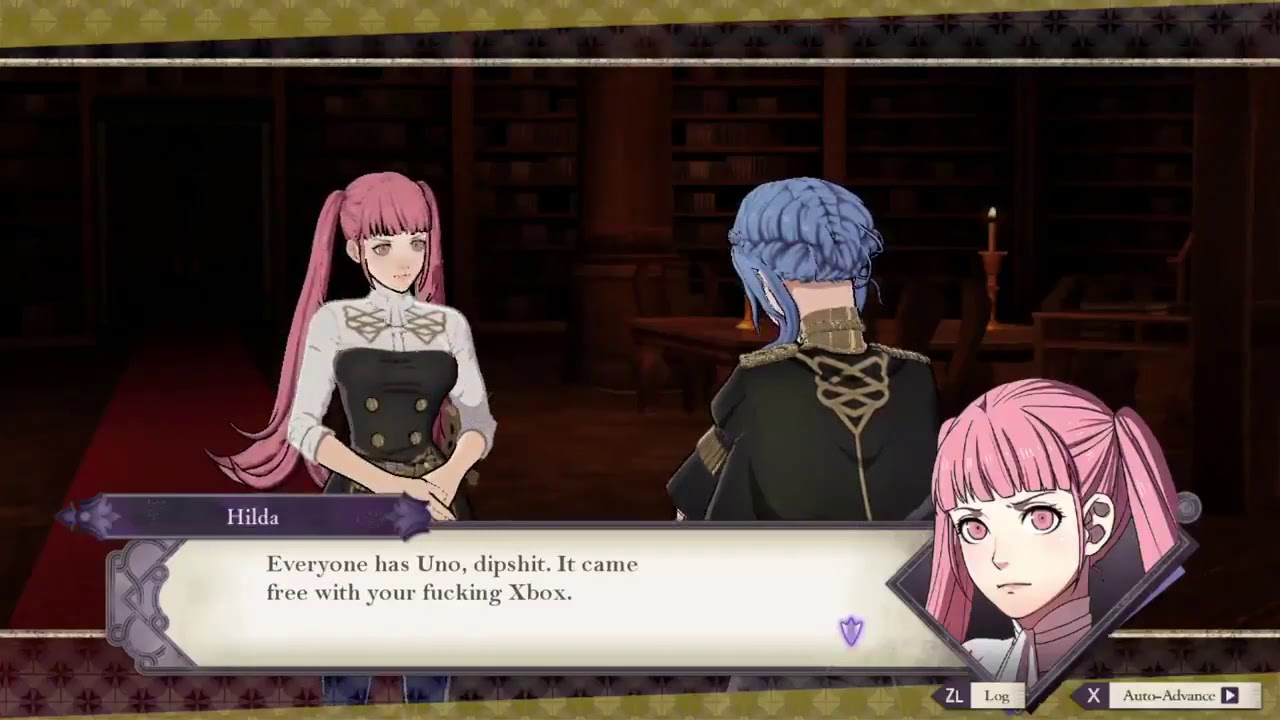 Hilda
Everyone has Uno, dipshit. It came
free with your fucking Xbox.
ZL Log
X Auto-Advance